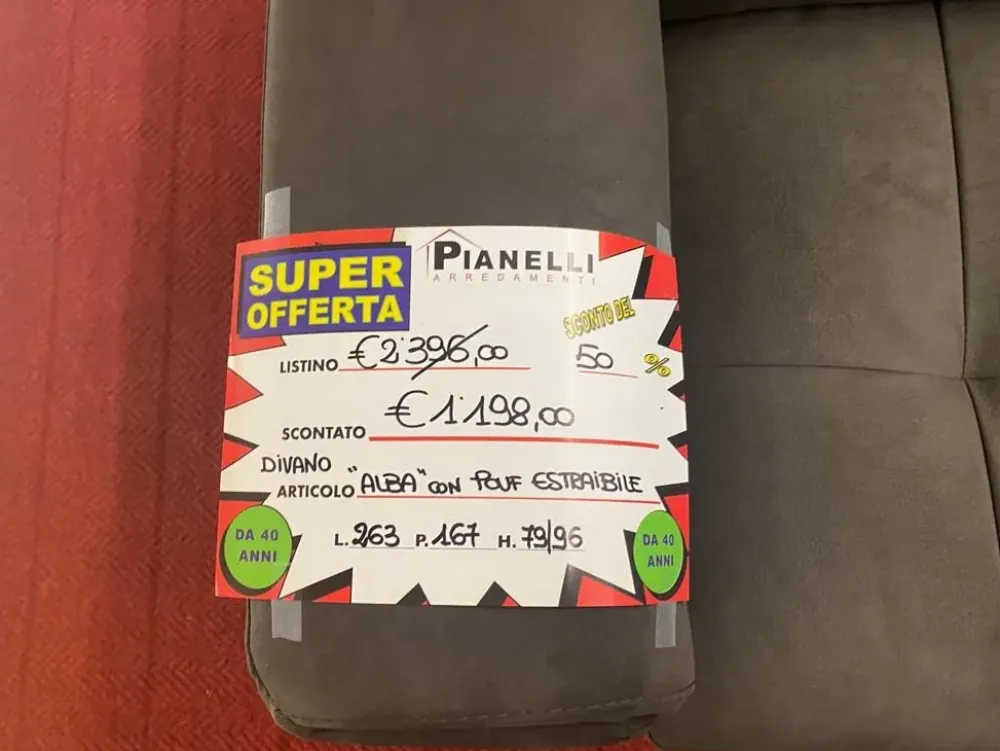 SUPER
OFFERTA
PIANELLI
ARREDAMENTI
SCONTO DEL
LISTINO €2'396,00
50 %
SCONTATO €1'198,00
DIVANO
ARTICOLO "ALBA" CON POUF ESTRAIBILE
L. 263 P. 167 H. 79/96
DA 40
ANNI
DA 40
ANNI